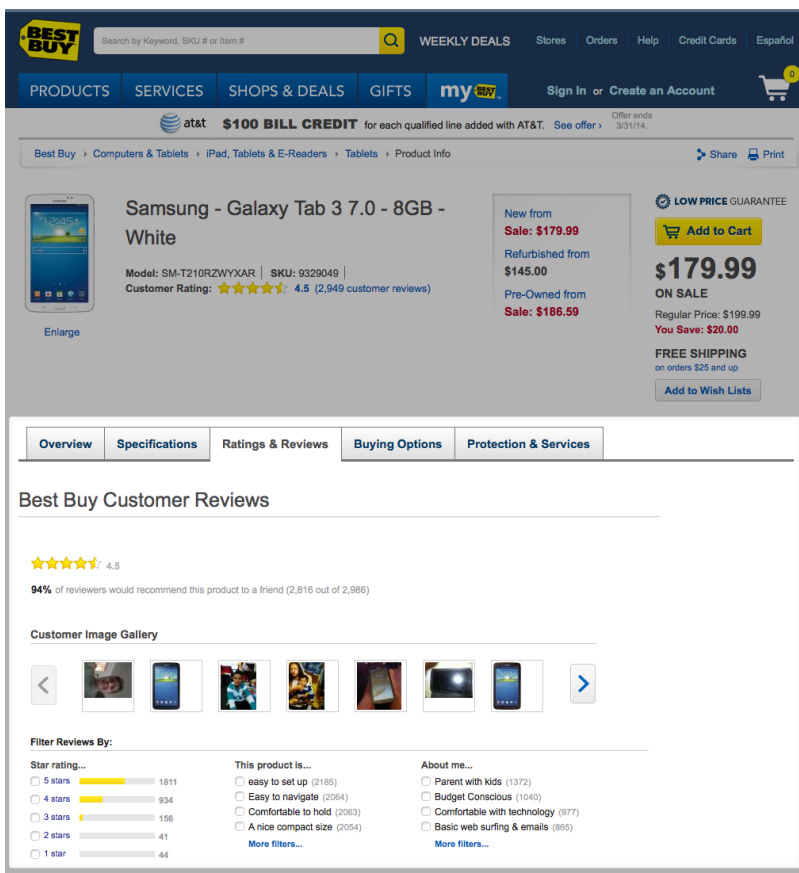 BEST BUY
Search by Keyword, SKU # or Item #
WEEKLY DEALS
Stores
Orders
Help
Credit Cards
Español
PRODUCTS
SERVICES
SHOPS & DEALS
GIFTS
my BEST BUY™
Sign In or Create an Account
0
at&t $100 BILL CREDIT for each qualified line added with AT&T. See offer ›
Offer ends
3/31/14.
Best Buy › Computers & Tablets › iPad, Tablets & E-Readers › Tablets › Product Info
Share
Print
12:45
Enlarge
Samsung - Galaxy Tab 3 7.0 - 8GB -
White
Model: SM-T210RZWYXAR | SKU: 9329049 |
Customer Rating: 4.5 (2,949 customer reviews)
New from
Sale: $179.99
Refurbished from
$145.00
Pre-Owned from
Sale: $186.59
LOW PRICE GUARANTEE
Add to Cart
$179.99
ON SALE
Regular Price: $199.99
You Save: $20.00
FREE SHIPPING
on orders $25 and up
Add to Wish Lists
Overview
Specifications
Ratings & Reviews
Buying Options
Protection & Services
Best Buy Customer Reviews
4.5
94% of reviewers would recommend this product to a friend (2,816 out of 2,986)
Customer Image Gallery
Filter Reviews By:
Star rating...
5 stars 1811
4 stars 934
3 stars 156
2 stars 41
1 star 44
This product is...
easy to set up (2185)
Easy to navigate (2064)
Comfortable to hold (2063)
A nice compact size (2054)
More filters...
About me...
Parent with kids (1372)
Budget Conscious (1040)
Comfortable with technology (977)
Basic web surfing & emails (865)
More filters...